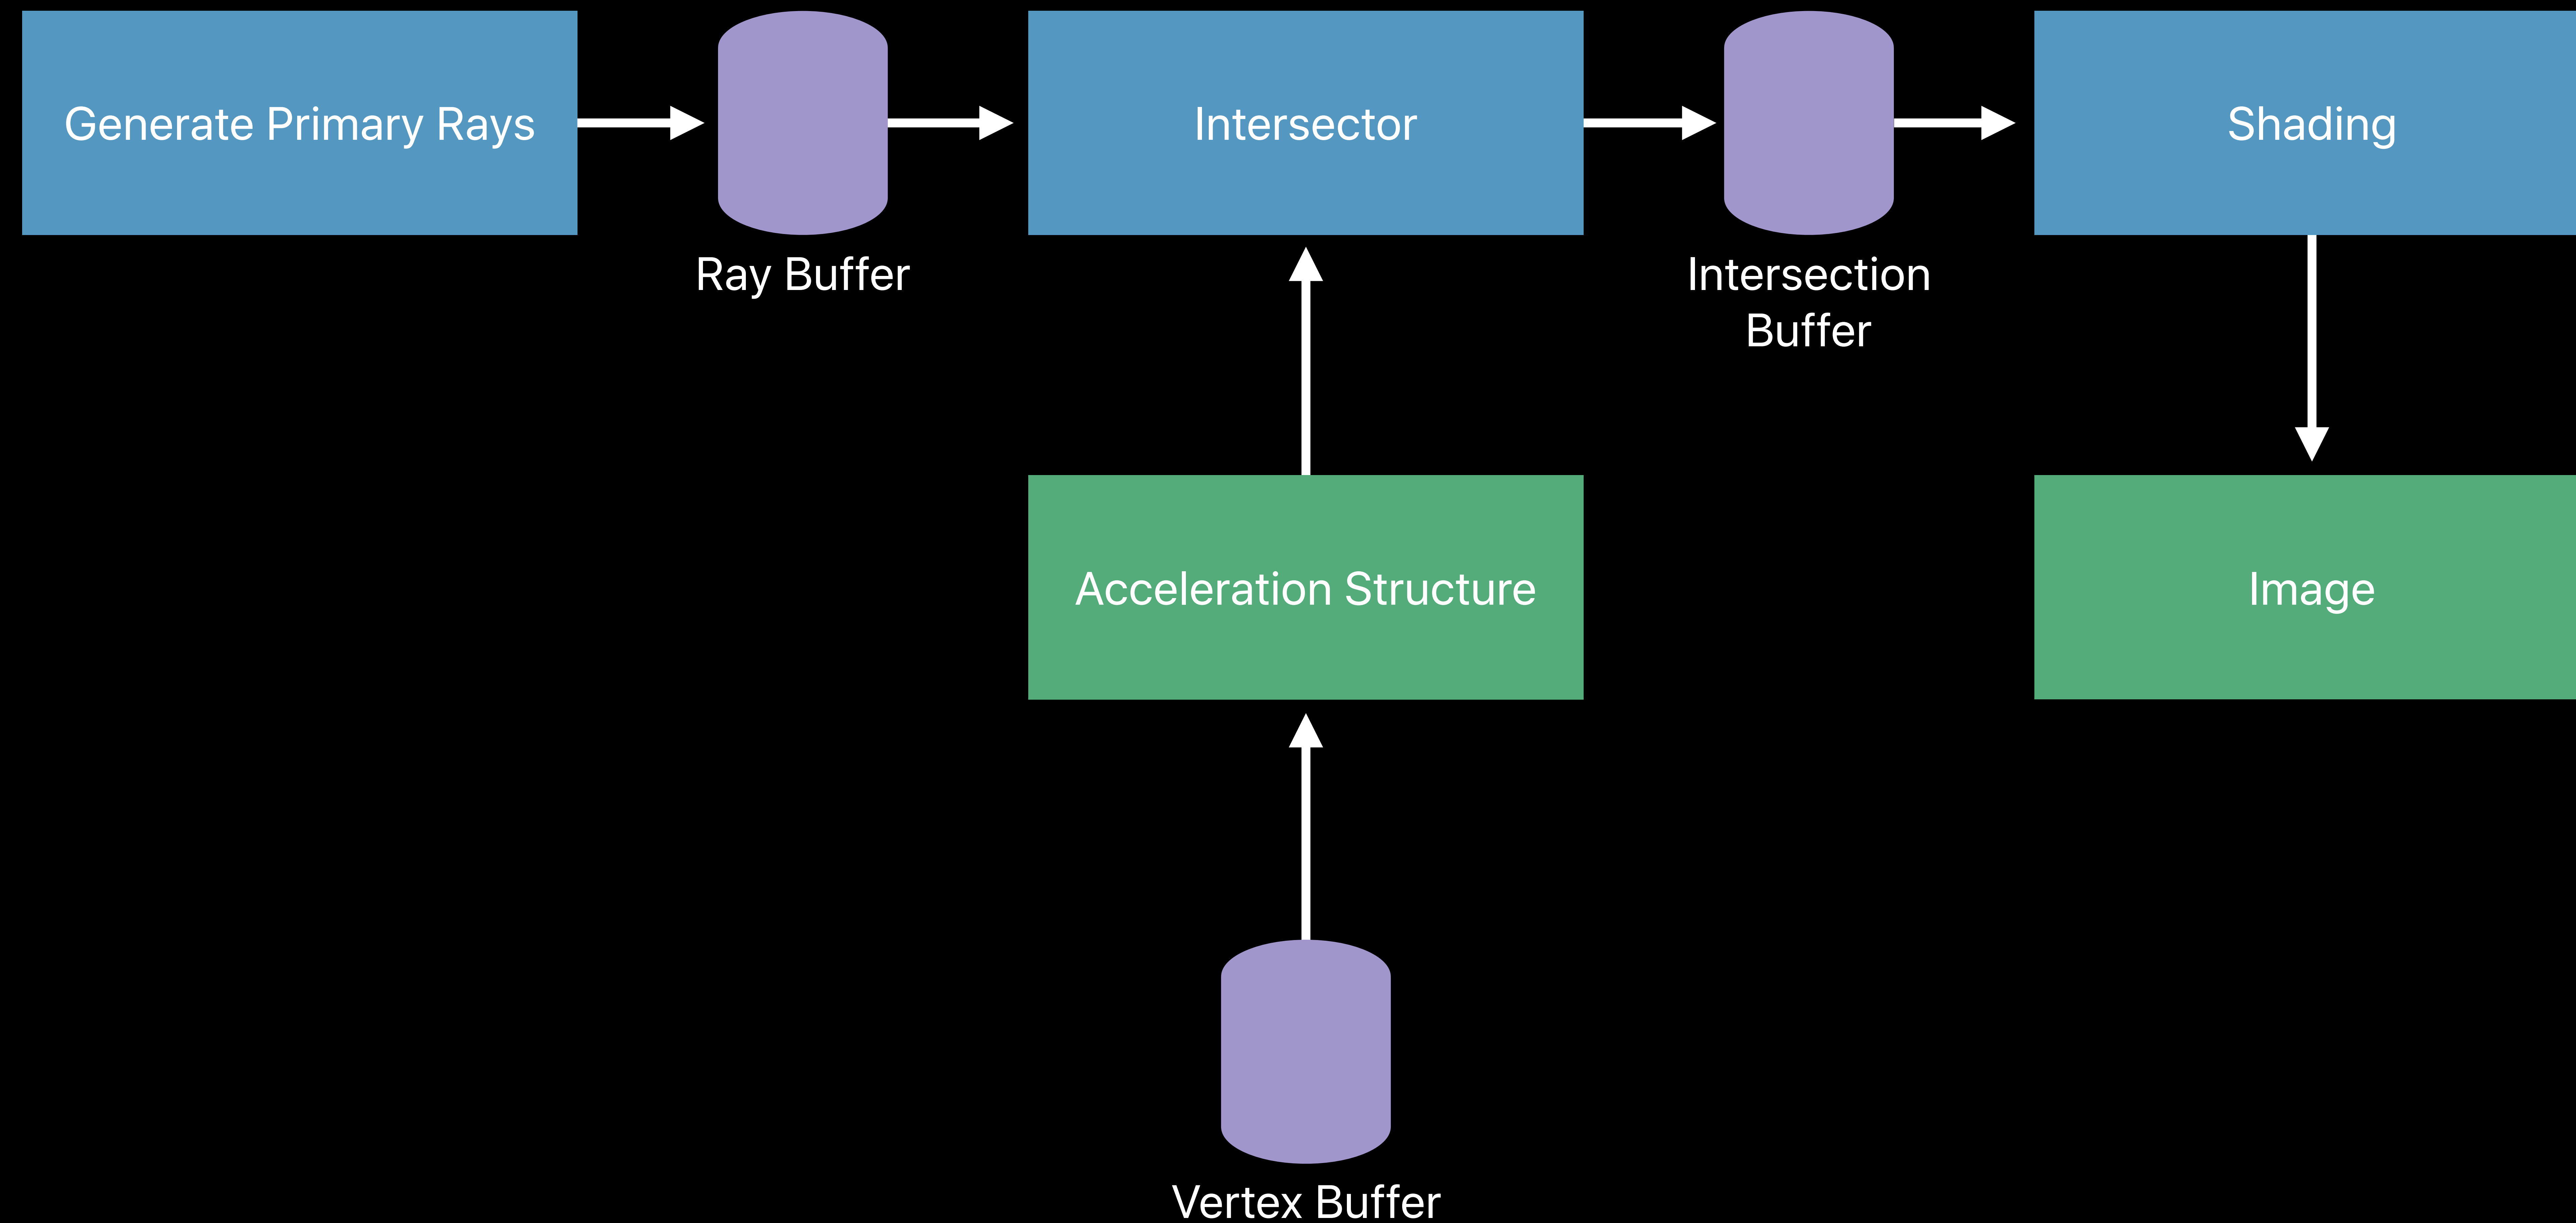 Generate Primary Rays
Intersector
Shading
Ray Buffer
Intersection
Buffer
Acceleration Structure
Image
Vertex Buffer